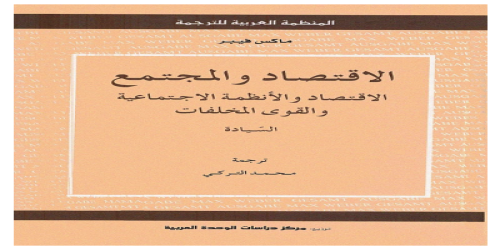 المنظمة العربية للترجمة
ماكس فيبر
الاقتصاد والمجتمع
الاقتصاد والأنظمة الاجتماعية
والقوى المخلفات
السيادة
ترجمة
محمد التركي
توزيع: مركز دراسات الوحدة العربية